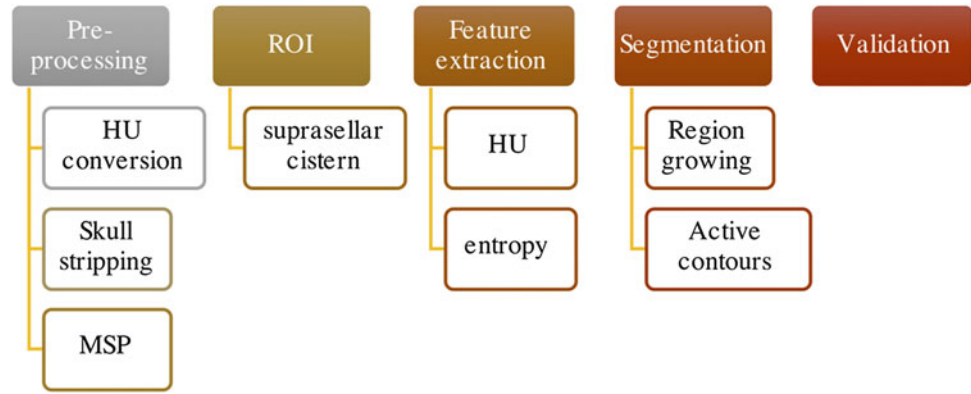 Pre-
processing
ROI
Feature
extraction
Segmentation
Validation
HU
conversion
suprasellar
cistern
HU
Region
growing
Skull
stripping
entropy
Active
contours
MSP